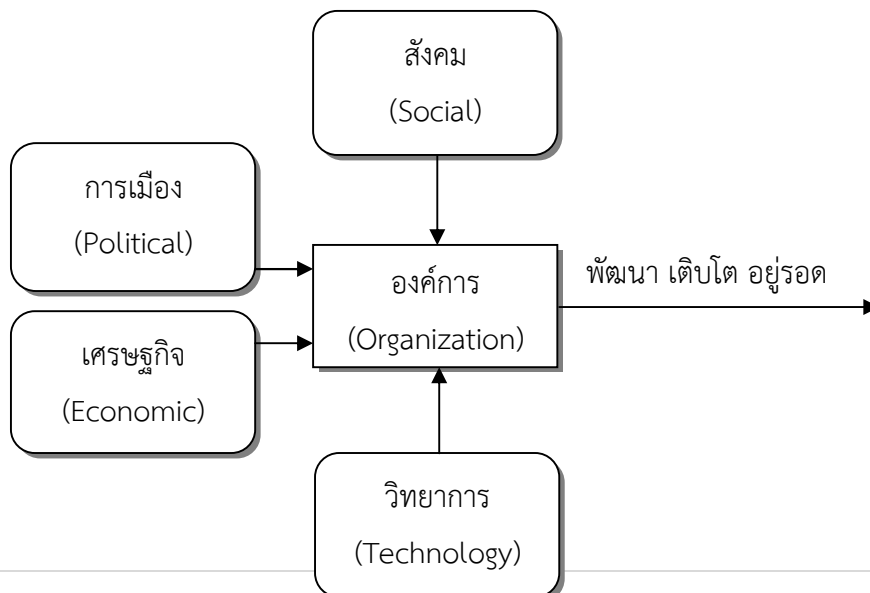 สังคม
(Social)
การเมือง
(Political)
องค์การ
(Organization)
พัฒนา เติบโต อยู่รอด
เศรษฐกิจ
(Economic)
วิทยาการ
(Technology)